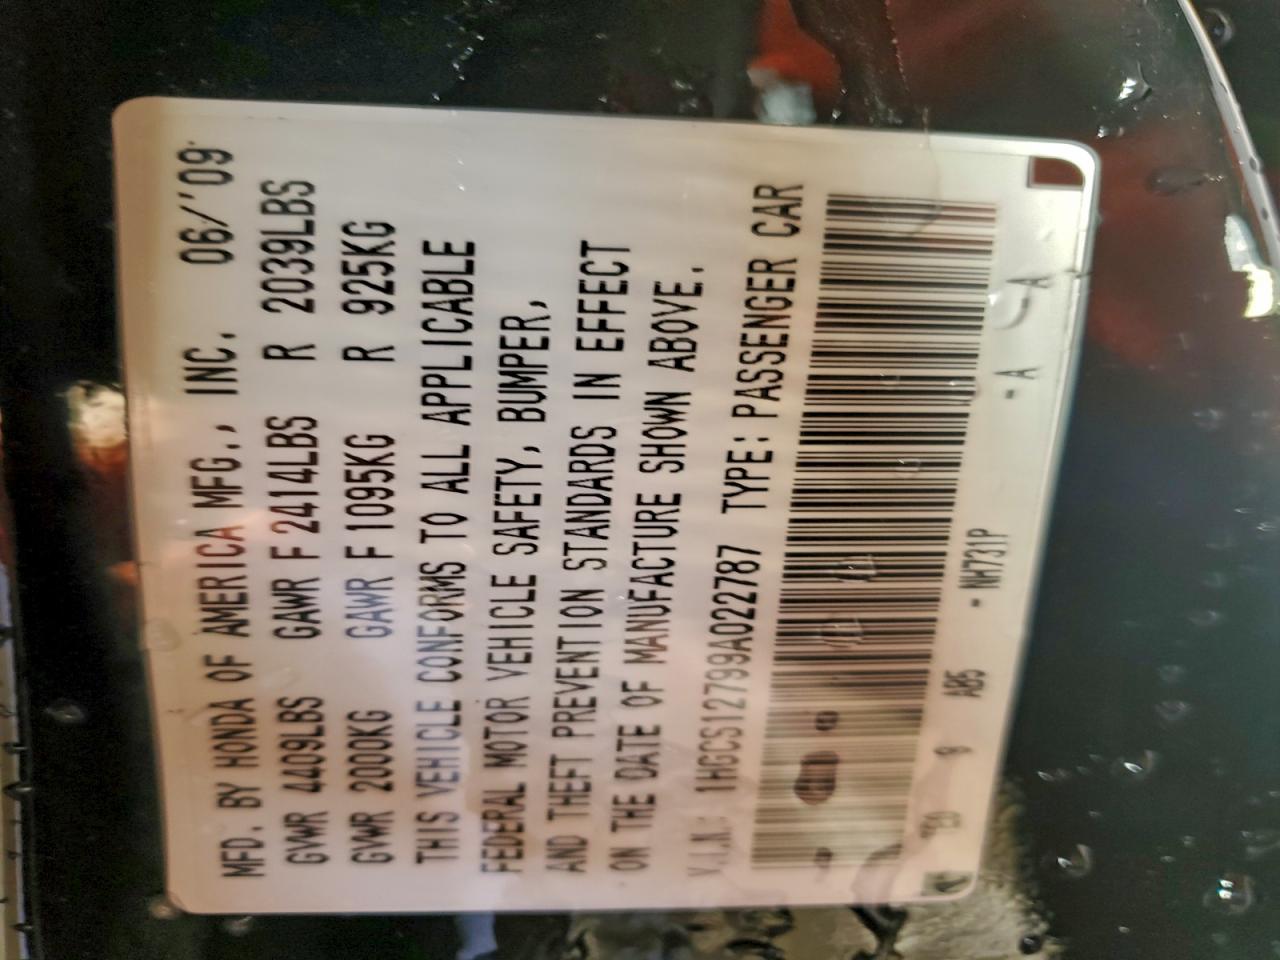 MFD. BY HONDA OF AMERICA MFG., INC. 06/'09
GVWR 4409LBS GAWR F 2414LBS R 2039LBS
GVWR 2000KG GAWR F 1095KG R 925KG
THIS VEHICLE CONFORMS TO ALL APPLICABLE
FEDERAL MOTOR VEHICLE SAFETY, BUMPER,
AND THEFT PREVENTION STANDARDS IN EFFECT
ON THE DATE OF MANUFACTURE SHOWN ABOVE.
V.I.N.: 1HGCS12799A022787 TYPE: PASSENGER CAR
AB5 - NH731P - A - A